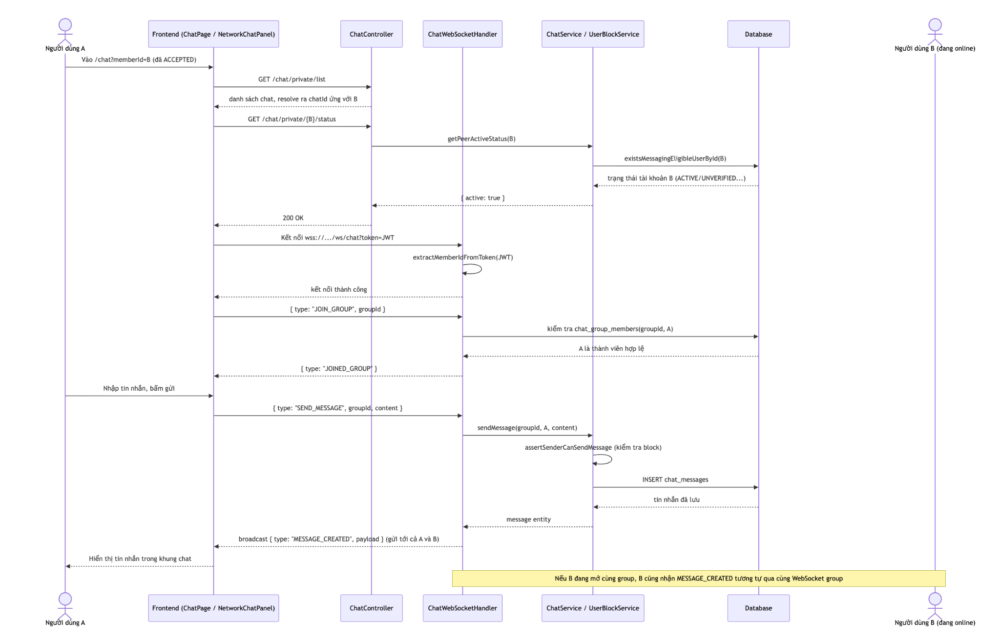 Người dùng A
Frontend (ChatPage / NetworkChatPanel)
ChatController
ChatWebSocketHandler
ChatService / UserBlockService
Database
Người dùng B (đang online)
Vào /chat?memberId=B (đã ACCEPTED)
GET /chat/private/list
danh sách chat, resolve ra chatId ứng với B
GET /chat/private/{B}/status
getPeerActiveStatus(B)
existsMessagingEligibleUserById(B)
trạng thái tài khoản B (ACTIVE/UNVERIFIED...)
{ active: true }
200 OK
Kết nối wss://.../ws/chat?token=JWT
extractMemberIdFromToken(JWT)
kết nối thành công
{ type: "JOIN_GROUP", groupId }
kiểm tra chat_group_members(groupId, A)
A là thành viên hợp lệ
{ type: "JOINED_GROUP" }
Nhập tin nhắn, bấm gửi
{ type: "SEND_MESSAGE", groupId, content }
sendMessage(groupId, A, content)
assertSenderCanSendMessage (kiểm tra block)
INSERT chat_messages
tin nhắn đã lưu
message entity
broadcast { type: "MESSAGE_CREATED", payload } (gửi tới cả A và B)
Hiển thị tin nhắn trong khung chat
Nếu B đang mở cùng group, B cũng nhận MESSAGE_CREATED tương tự qua cùng WebSocket group
Người dùng A
Frontend (ChatPage / NetworkChatPanel)
ChatController
ChatWebSocketHandler
ChatService / UserBlockService
Database
Người dùng B (đang online)